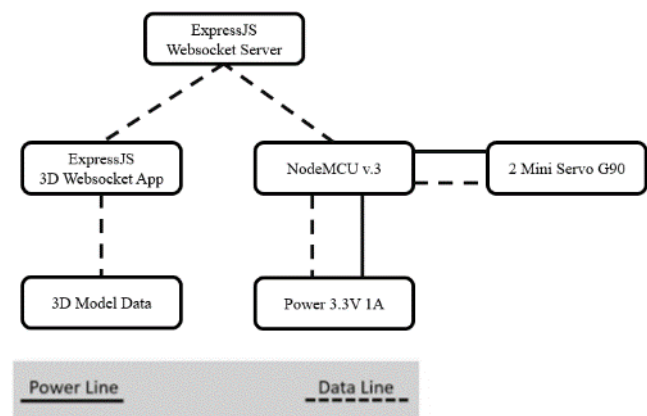 ExpressJS
Websocket Server
ExpressJS
3D Websocket App
NodeMCU v.3
2 Mini Servo G90
3D Model Data
Power 3.3V 1A
Power Line
Data Line